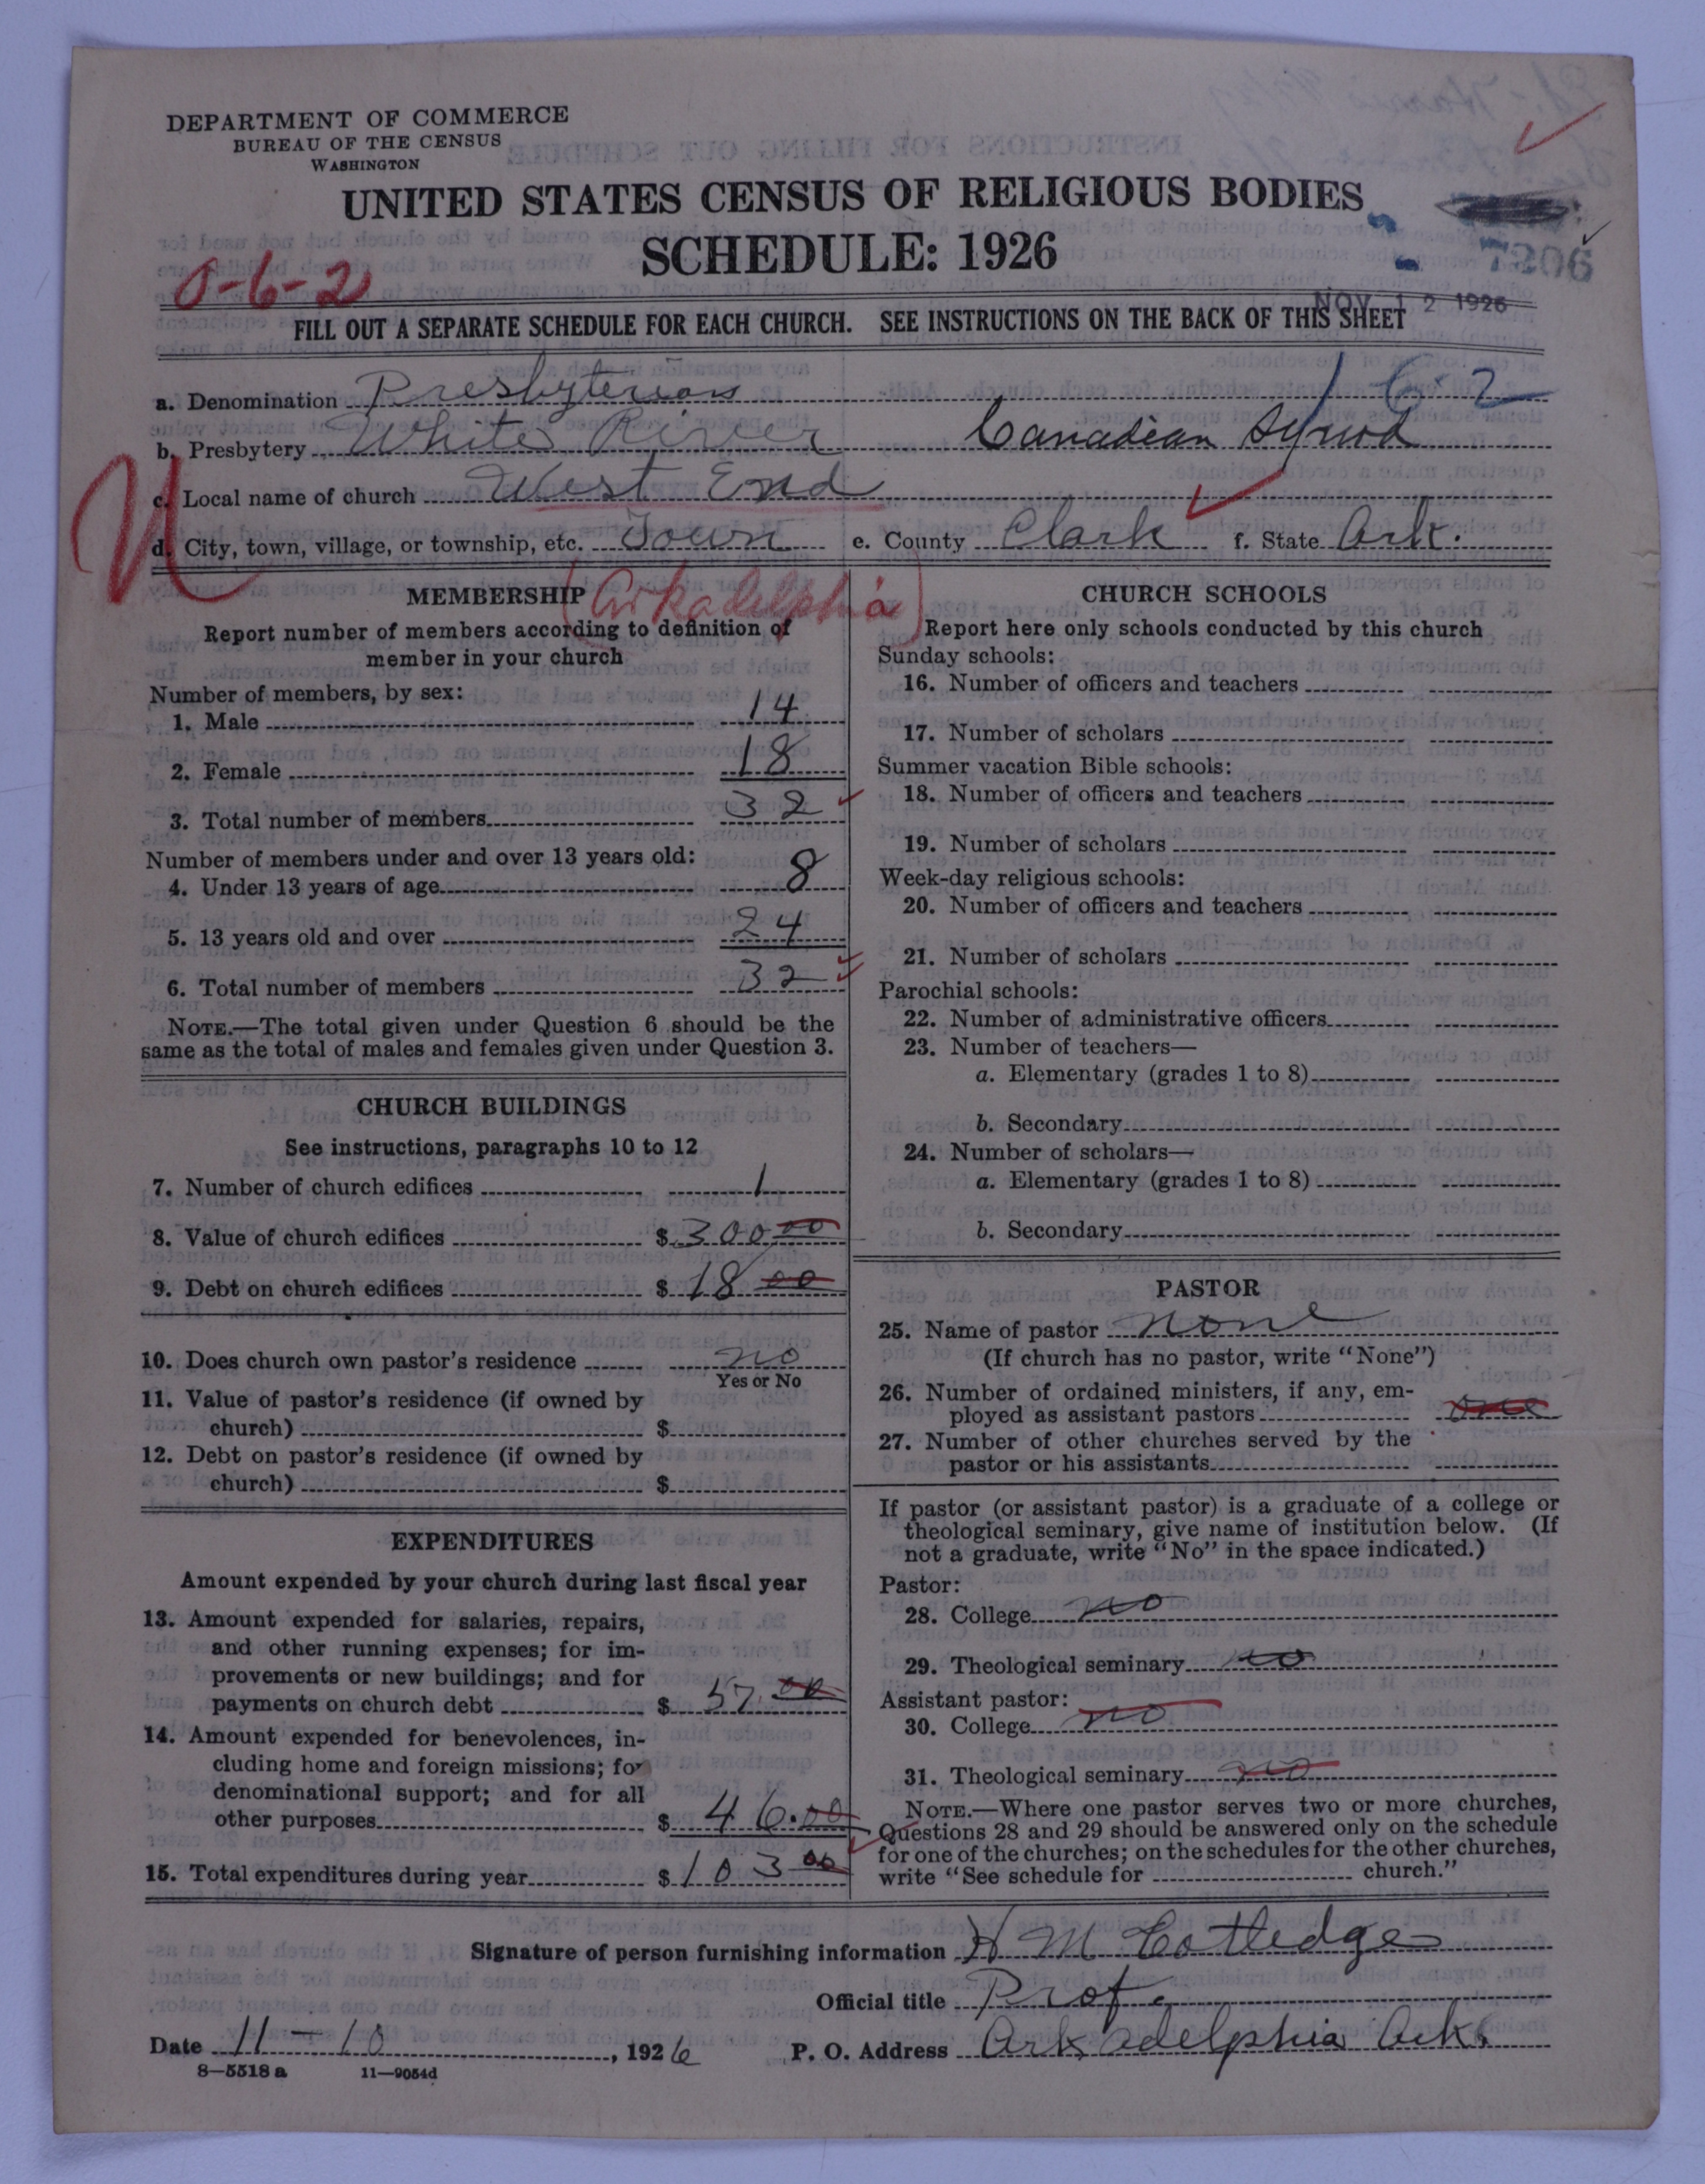 DEPARTMENT OF COMMERCE
BUREAU OF THE CENSUS
WASHINGTON
UNITED STATES CENSUS OF RELIGIOUS BODIES
SCHEDULE: 1926
7206
0-6-2
NOV 12 1926
FILL OUT A SEPARATE SCHEDULE FOR EACH CHURCH. SEE INSTRUCTIONS ON THE BACK OF THIS SHEET
1 6 2
a. Denomination Presbyterian
b. Presbytery White River Canadian Synod
c. Local name of church West End
d. City, town, village, or township, etc. Town e. County Clark f. State Ark.
N
(Arkadelphia)
MEMBERSHIP
Report number of members according to definition of
member in your church
Number of members, by sex:
1. Male 14
2. Female 18
3. Total number of members 32
Number of members under and over 13 years old:
4. Under 13 years of age 8
5. 13 years old and over 24
6. Total number of members 32
NOTE.—The total given under Question 6 should be the
same as the total of males and females given under Question 3.
CHURCH BUILDINGS
See instructions, paragraphs 10 to 12
7. Number of church edifices 1
8. Value of church edifices $ 300 00
9. Debt on church edifices $ 18 00
10. Does church own pastor's residence no
Yes or No
11. Value of pastor's residence (if owned by
church) $
12. Debt on pastor's residence (if owned by
church) $
EXPENDITURES
Amount expended by your church during last fiscal year
13. Amount expended for salaries, repairs,
and other running expenses; for im-
provements or new buildings; and for
payments on church debt $ 57.00
14. Amount expended for benevolences, in-
cluding home and foreign missions; for
denominational support; and for all
other purposes $ 46.00
15. Total expenditures during year $ 103 00
CHURCH SCHOOLS
Report here only schools conducted by this church
Sunday schools:
16. Number of officers and teachers
17. Number of scholars
Summer vacation Bible schools:
18. Number of officers and teachers
19. Number of scholars
Week-day religious schools:
20. Number of officers and teachers
21. Number of scholars
Parochial schools:
22. Number of administrative officers
23. Number of teachers—
a. Elementary (grades 1 to 8)
b. Secondary
24. Number of scholars—
a. Elementary (grades 1 to 8)
b. Secondary
PASTOR
25. Name of pastor none
(If church has no pastor, write "None")
26. Number of ordained ministers, if any, em-
ployed as assistant pastors one
27. Number of other churches served by the
pastor or his assistants
If pastor (or assistant pastor) is a graduate of a college or
theological seminary, give name of institution below. (If
not a graduate, write "No" in the space indicated.)
Pastor:
28. College no
29. Theological seminary no
Assistant pastor:
30. College no
31. Theological seminary no
NOTE.—Where one pastor serves two or more churches,
Questions 28 and 29 should be answered only on the schedule
for one of the churches; on the schedules for the other churches,
write "See schedule for church."
Signature of person furnishing information H M Cottedge
Official title Prof.
Date 11-10, 1926 P. O. Address Arkadelphia Ark.
8—5518a 11—9054d